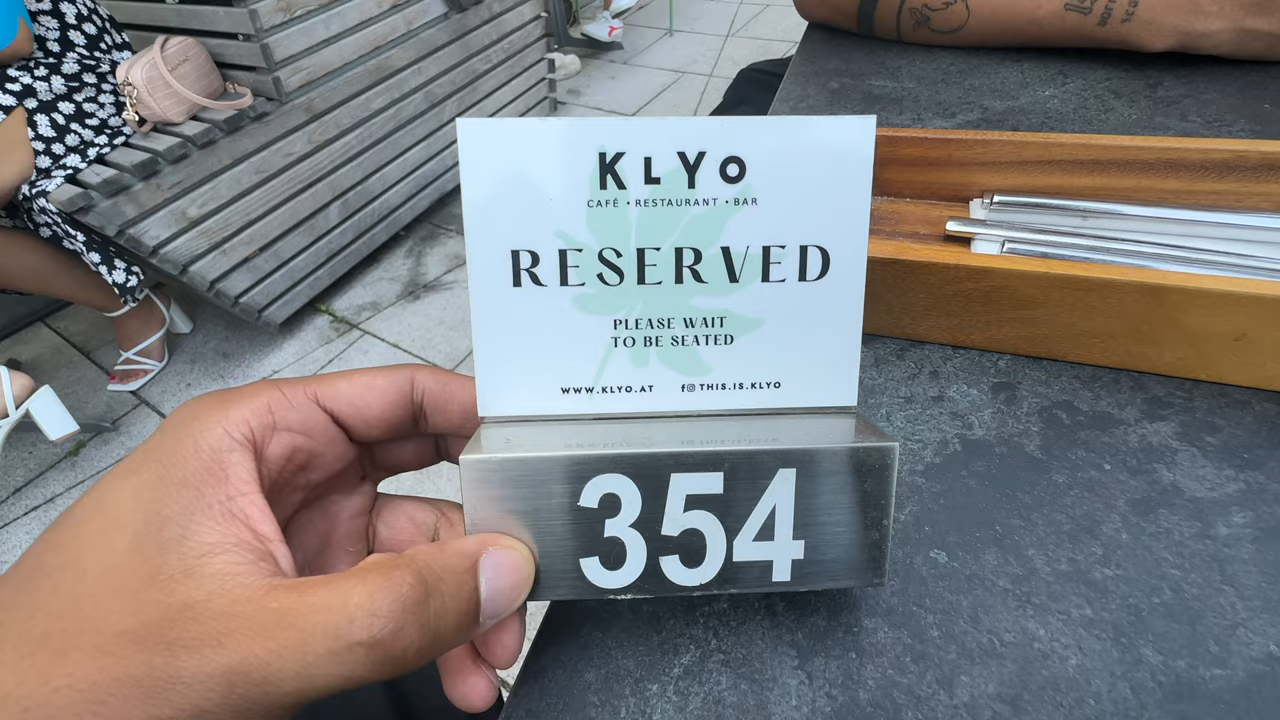 KLYO
CAFÉ • RESTAURANT • BAR
RESERVED
PLEASE WAIT
TO BE SEATED
WWW.KLYO.AT THIS.IS.KLYO
354